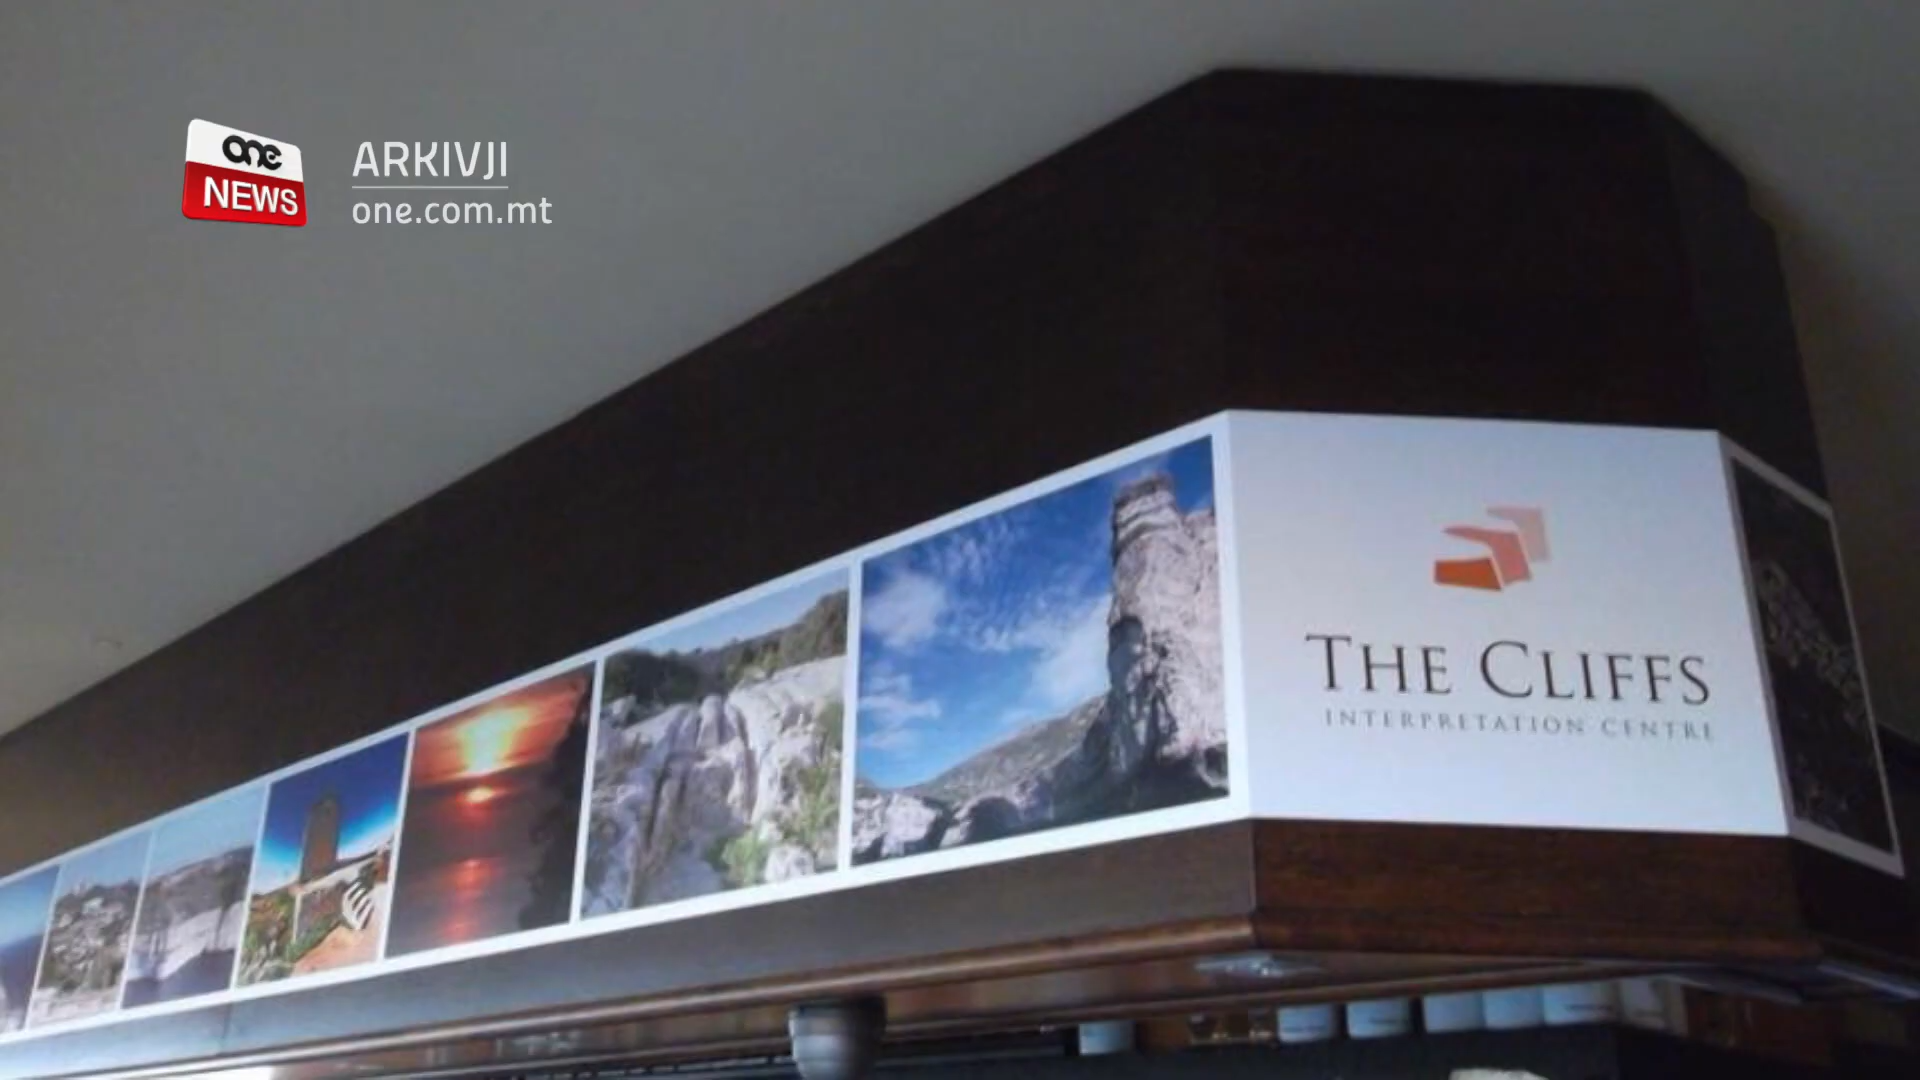 one
NEWS
ARKIVJI
one.com.mt
THE CLIFFS
INTERPRETATION CENTRE